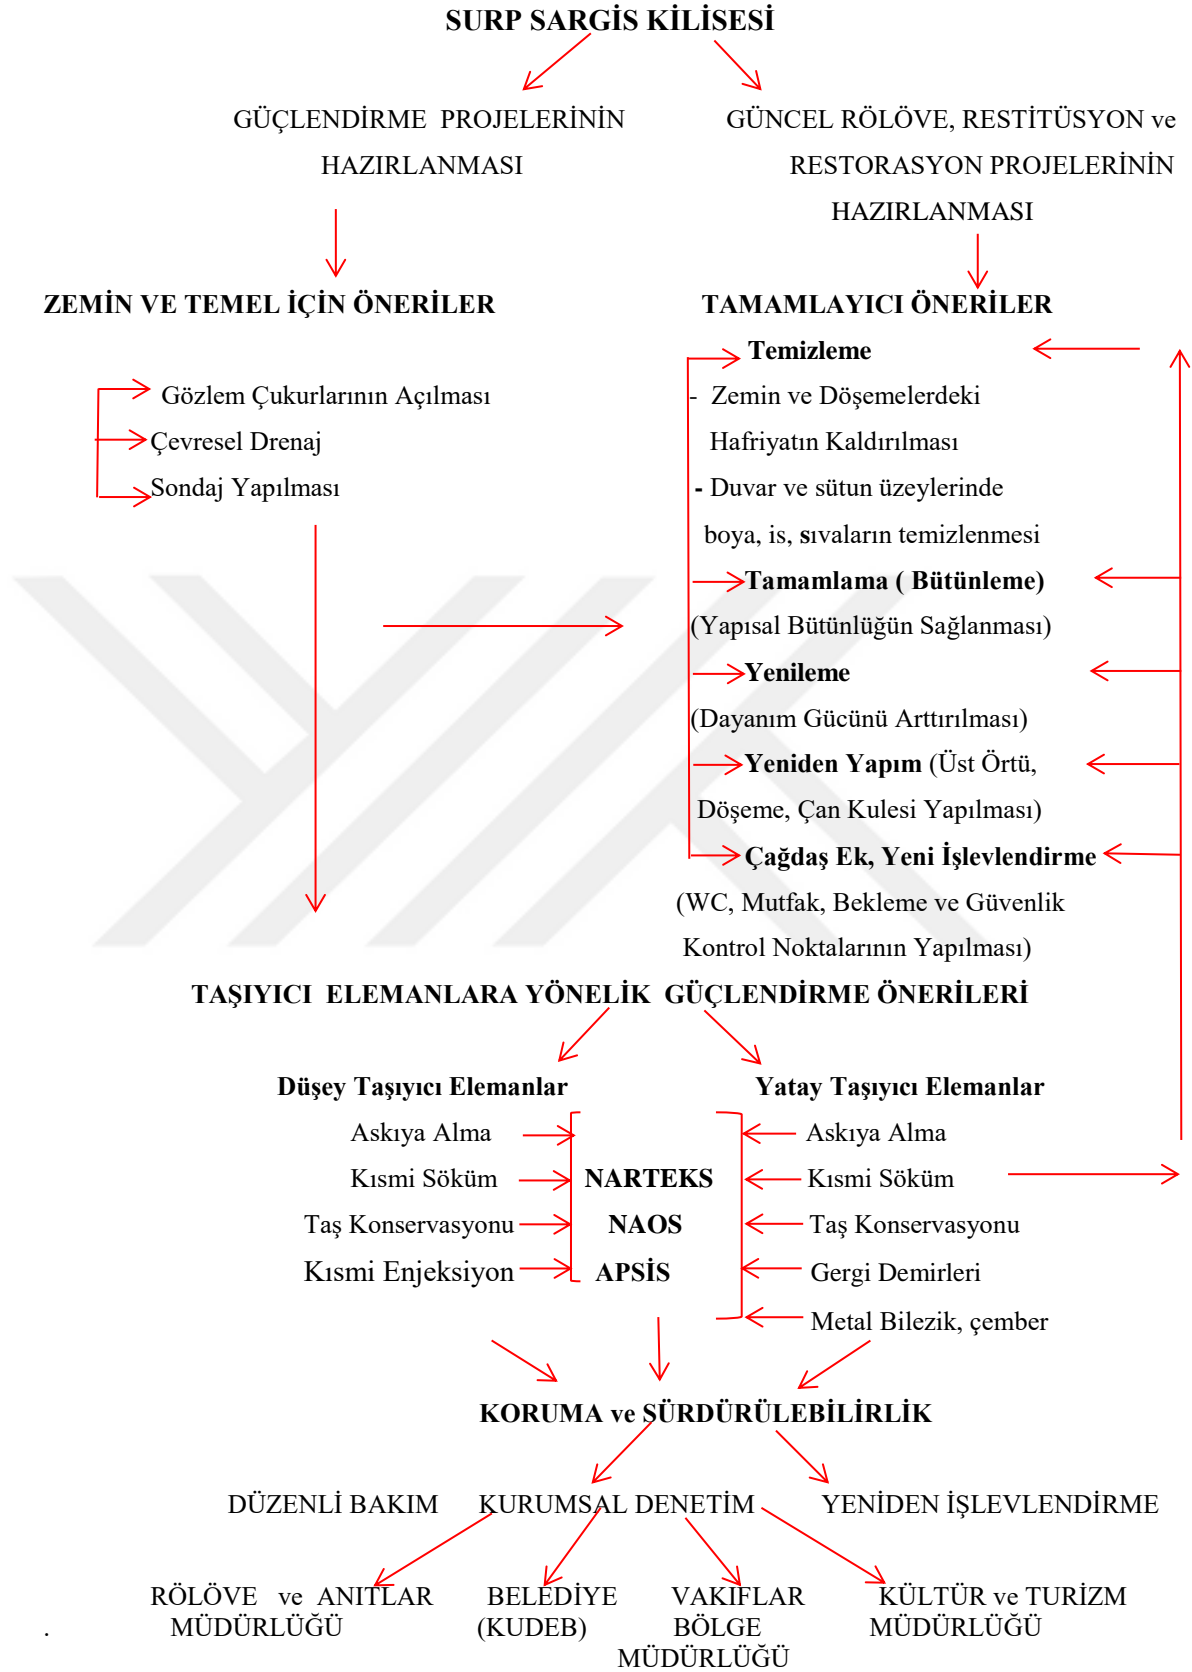 SURP SARGİS KİLİSESİ
GÜÇLENDİRME PROJELERİNİN
HAZIRLANMASI
GÜNCEL RÖLÖVE, RESTİTÜSYON ve
RESTORASYON PROJELERİNİN
HAZIRLANMASI
ZEMİN VE TEMEL İÇİN ÖNERİLER
Gözlem Çukurlarının Açılması
Çevresel Drenaj
Sondaj Yapılması
TAMAMLAYICI ÖNERİLER
Temizleme
- Zemin ve Döşemelerdeki
Hafriyatın Kaldırılması
- Duvar ve sütun üzeylerinde
boya, is, sıvaların temizlenmesi
Tamamlama ( Bütünleme)
(Yapısal Bütünlüğün Sağlanması)
Yenileme
(Dayanım Gücünü Arttırılması)
Yeniden Yapım (Üst Örtü,
Döşeme, Çan Kulesi Yapılması)
Çağdaş Ek, Yeni İşlevlendirme
(WC, Mutfak, Bekleme ve Güvenlik
Kontrol Noktalarının Yapılması)
TAŞIYICI ELEMANLARA YÖNELİK GÜÇLENDİRME ÖNERİLERİ
Düşey Taşıyıcı Elemanlar
Askıya Alma
Kısmi Söküm
Taş Konservasyonu
Kısmi Enjeksiyon
NARTEKS
NAOS
APSİS
Yatay Taşıyıcı Elemanlar
Askıya Alma
Kısmi Söküm
Taş Konservasyonu
Gergi Demirleri
Metal Bilezik, çember
KORUMA ve SÜRDÜRÜLEBİLİRLİK
DÜZENLİ BAKIM
KURUMSAL DENETİM
YENİDEN İŞLEVLENDİRME
RÖLÖVE ve ANITLAR
MÜDÜRLÜĞÜ
BELEDİYE
(KUDEB)
VAKIFLAR
BÖLGE
MÜDÜRLÜĞÜ
KÜLTÜR ve TURİZM
MÜDÜRLÜĞÜ
.